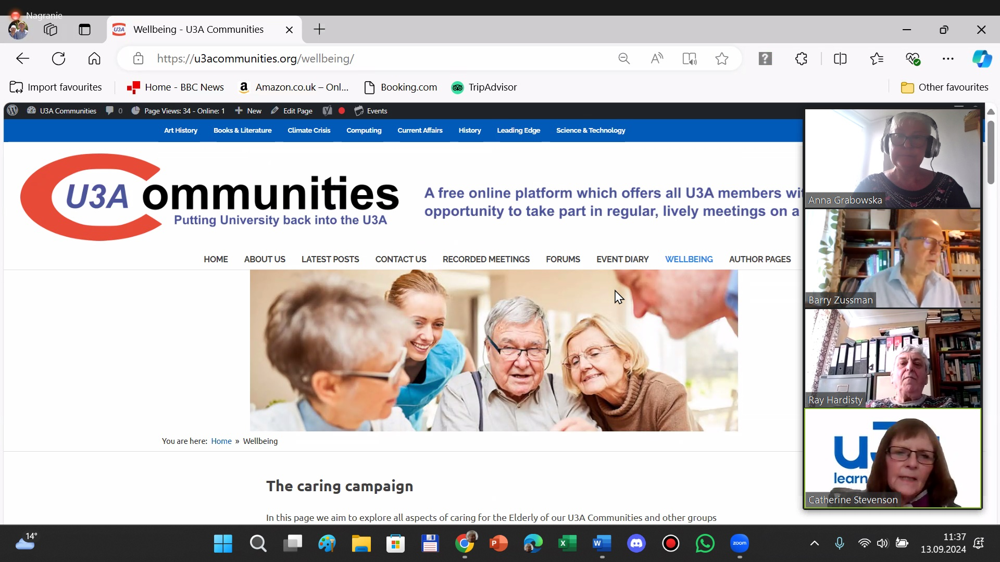 Nagranie
Wellbeing - U3A Communities
https://u3acommunities.org/wellbeing/
Import favourites
Home - BBC News
Amazon.co.uk – Onl...
Booking.com
TripAdvisor
Other favourites
U3A Communities
0
Page Views: 34 - Online: 1
New
Edit Page
Events
Art History
Books & Literature
Climate Crisis
Computing
Current Affairs
History
Leading Edge
Science & Technology
U3A Communities
Putting University back into the U3A
A free online platform which offers all U3A members wi
opportunity to take part in regular, lively meetings on a
HOME
ABOUT US
LATEST POSTS
CONTACT US
RECORDED MEETINGS
FORUMS
EVENT DIARY
WELLBEING
AUTHOR PAGES
You are here: Home » Wellbeing
The caring campaign
In this page we aim to explore all aspects of caring for the Elderly of our U3A Communities and other groups
Anna Grabowska
Barry Zussman
Ray Hardisty
learn
Catherine Stevenson
14°
zoom
11:37
13.09.2024